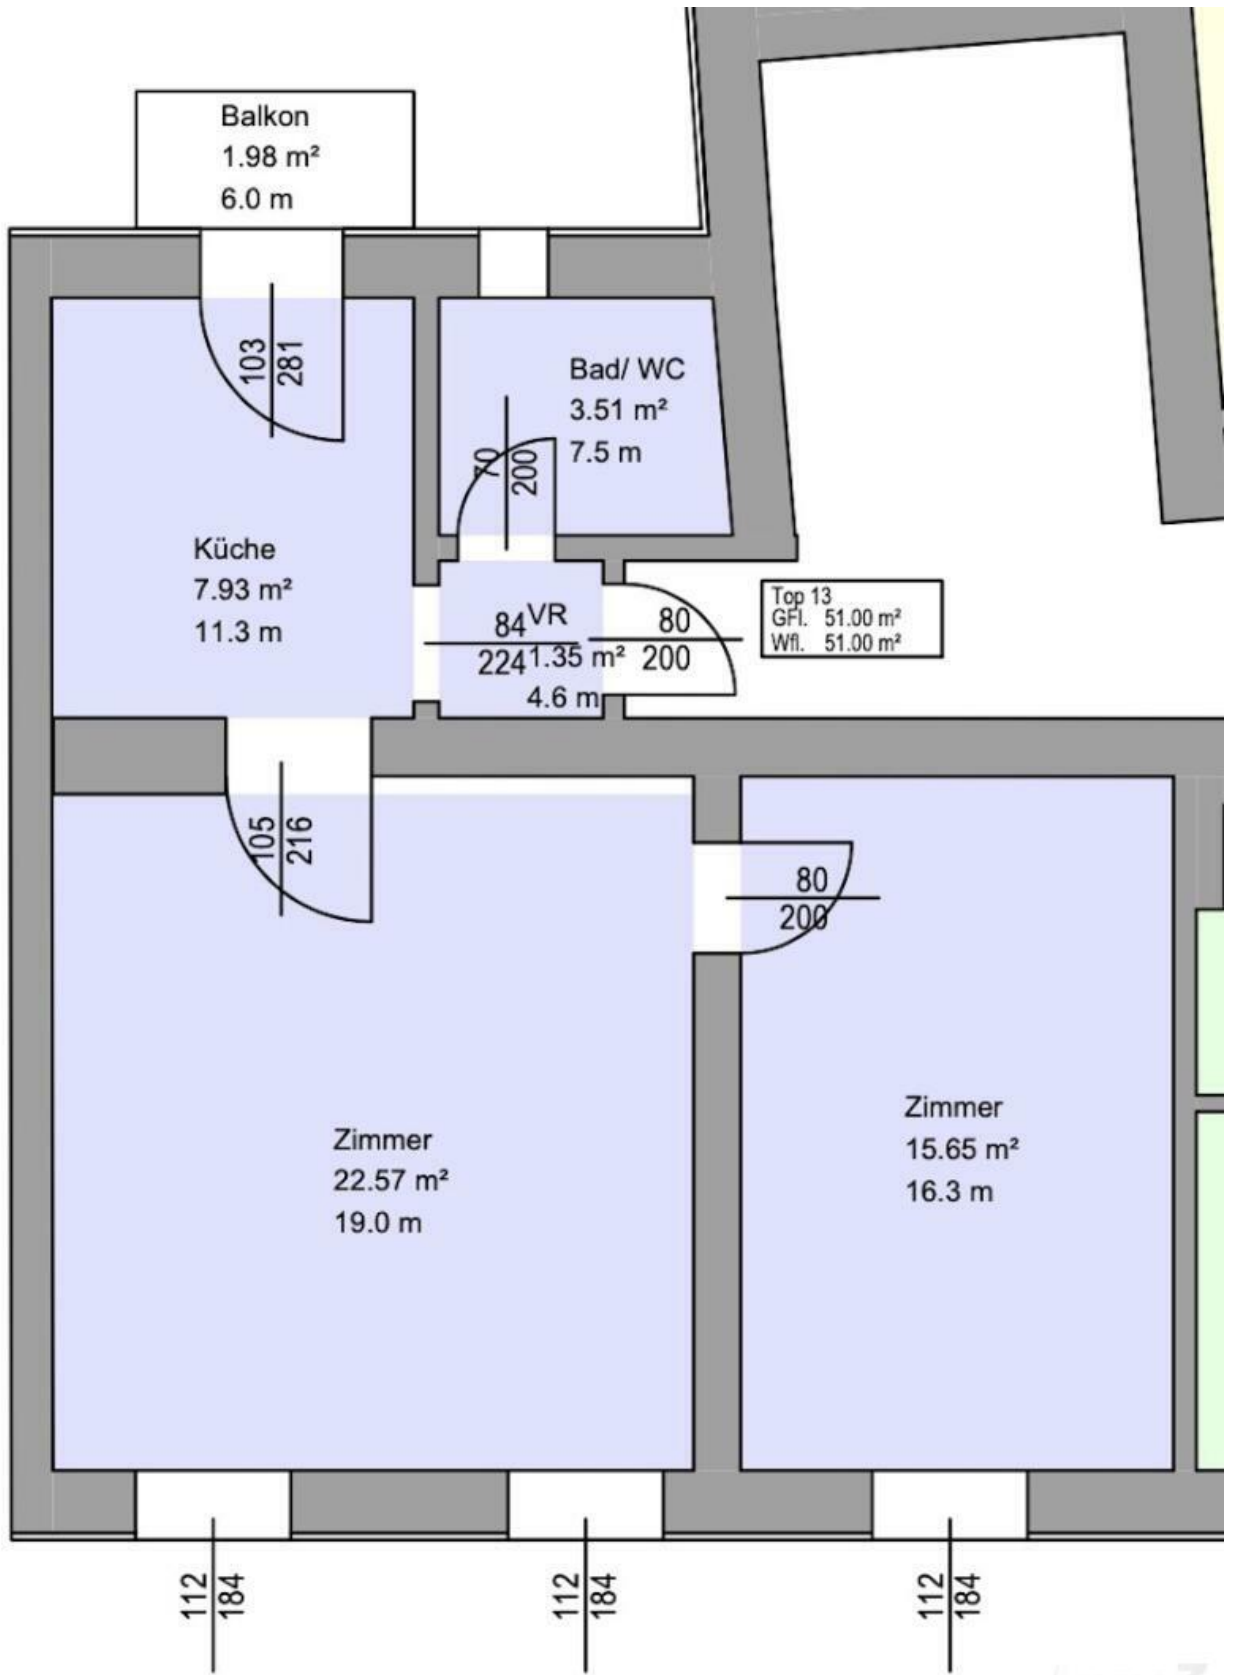 Balkon
1.98 m²
6.0 m
103
281
Bad/ WC
3.51 m²
7.5 m
70
200
Küche
7.93 m²
11.3 m
84
224
VR
1.35 m²
4.6 m
80
200
Top 13
GFl. 51.00 m²
Wfl. 51.00 m²
105
216
80
200
Zimmer
22.57 m²
19.0 m
Zimmer
15.65 m²
16.3 m
112
184
112
184
112
184